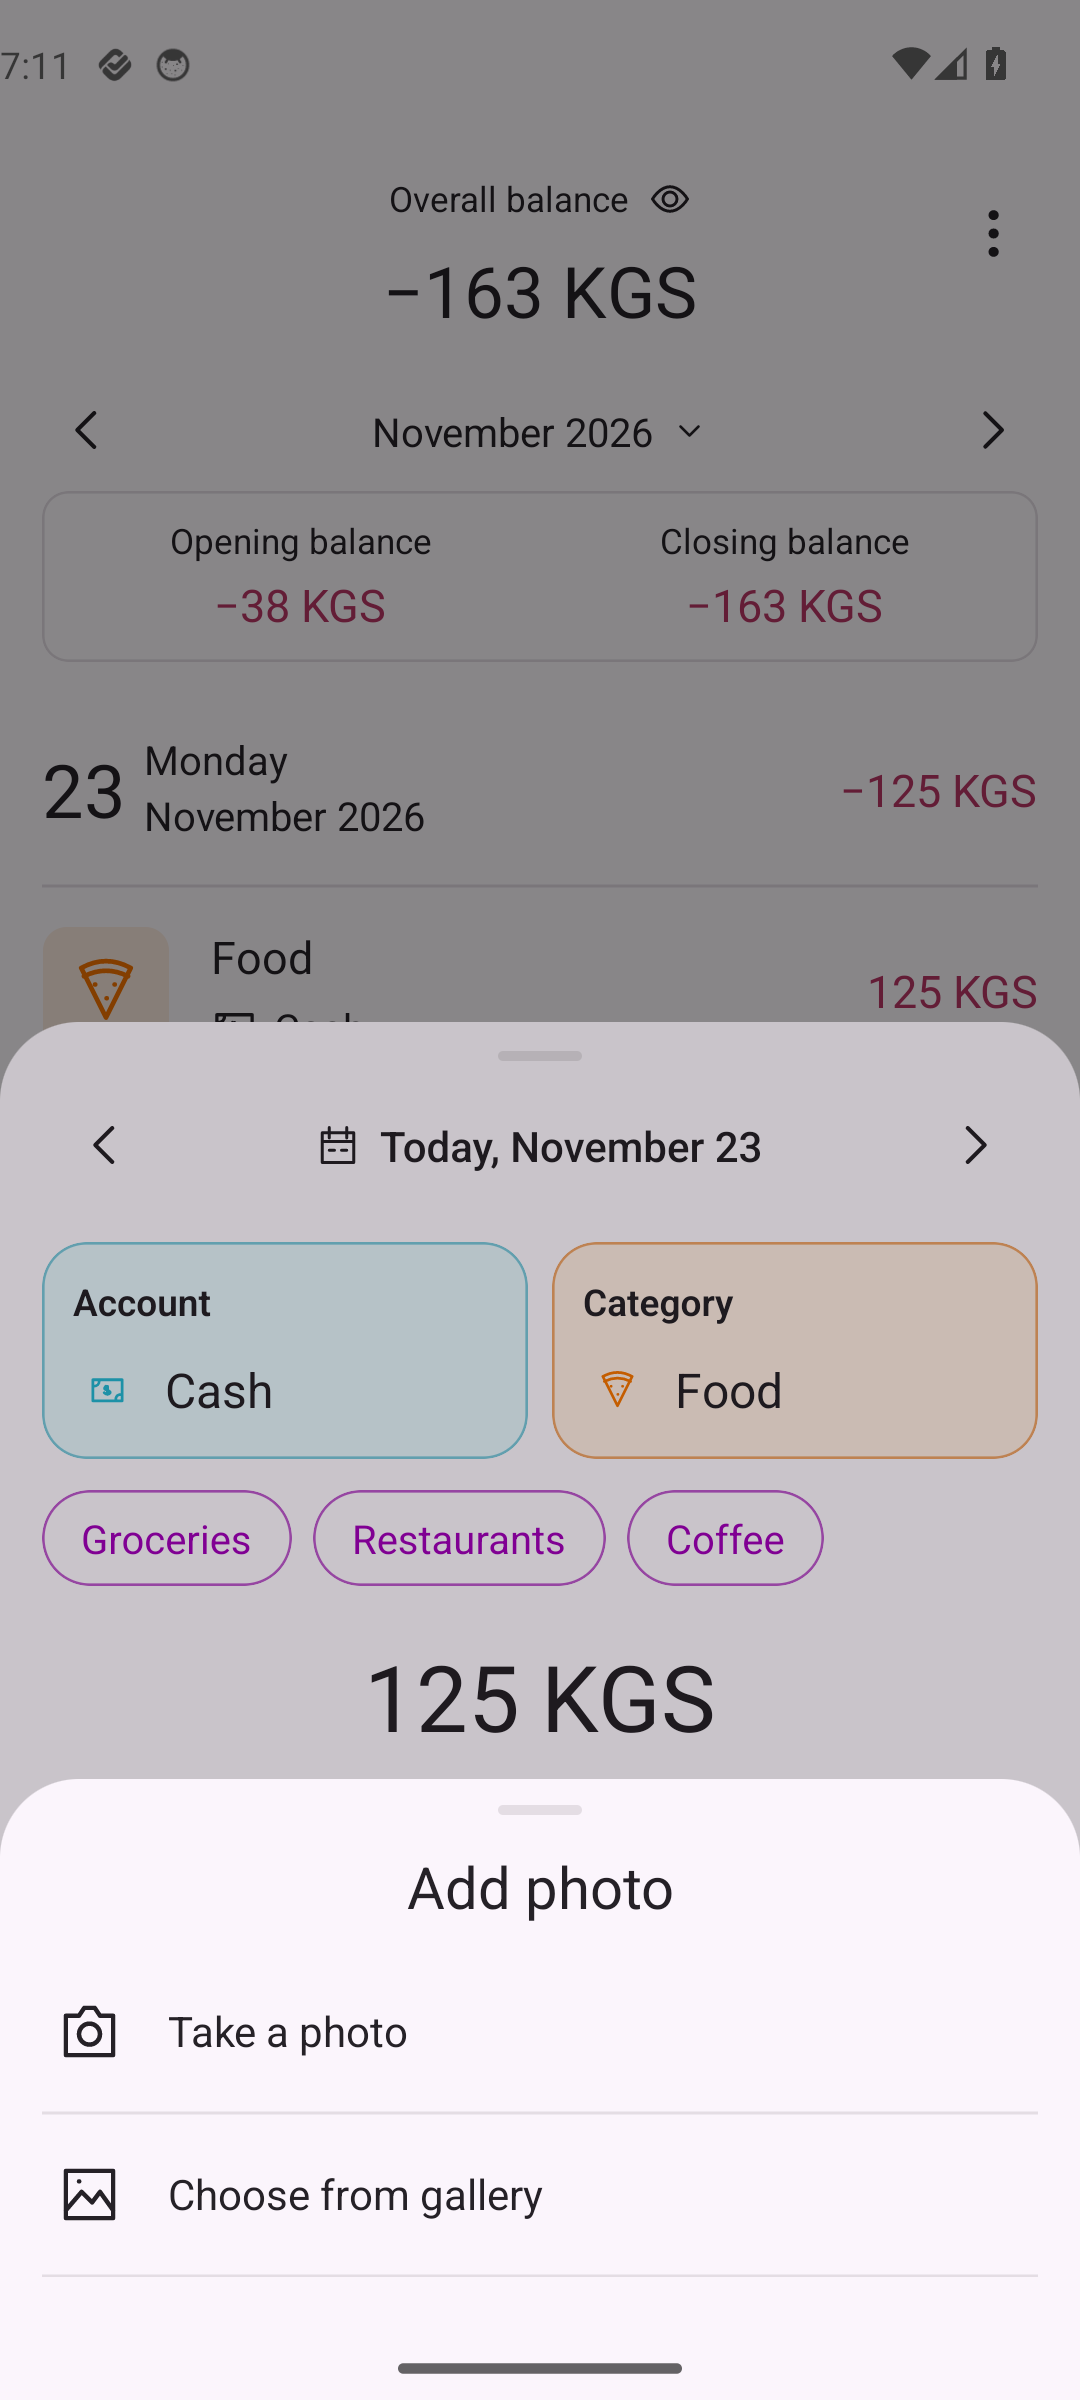 7:11
Overall balance
−163 KGS
November 2026
Opening balance
Closing balance
−38 KGS
−163 KGS
23
Monday
November 2026
−125 KGS
Food
125 KGS
Cash
Today, November 23
Account
Cash
Category
Food
Groceries
Restaurants
Coffee
125 KGS
Add photo
Take a photo
Choose from gallery